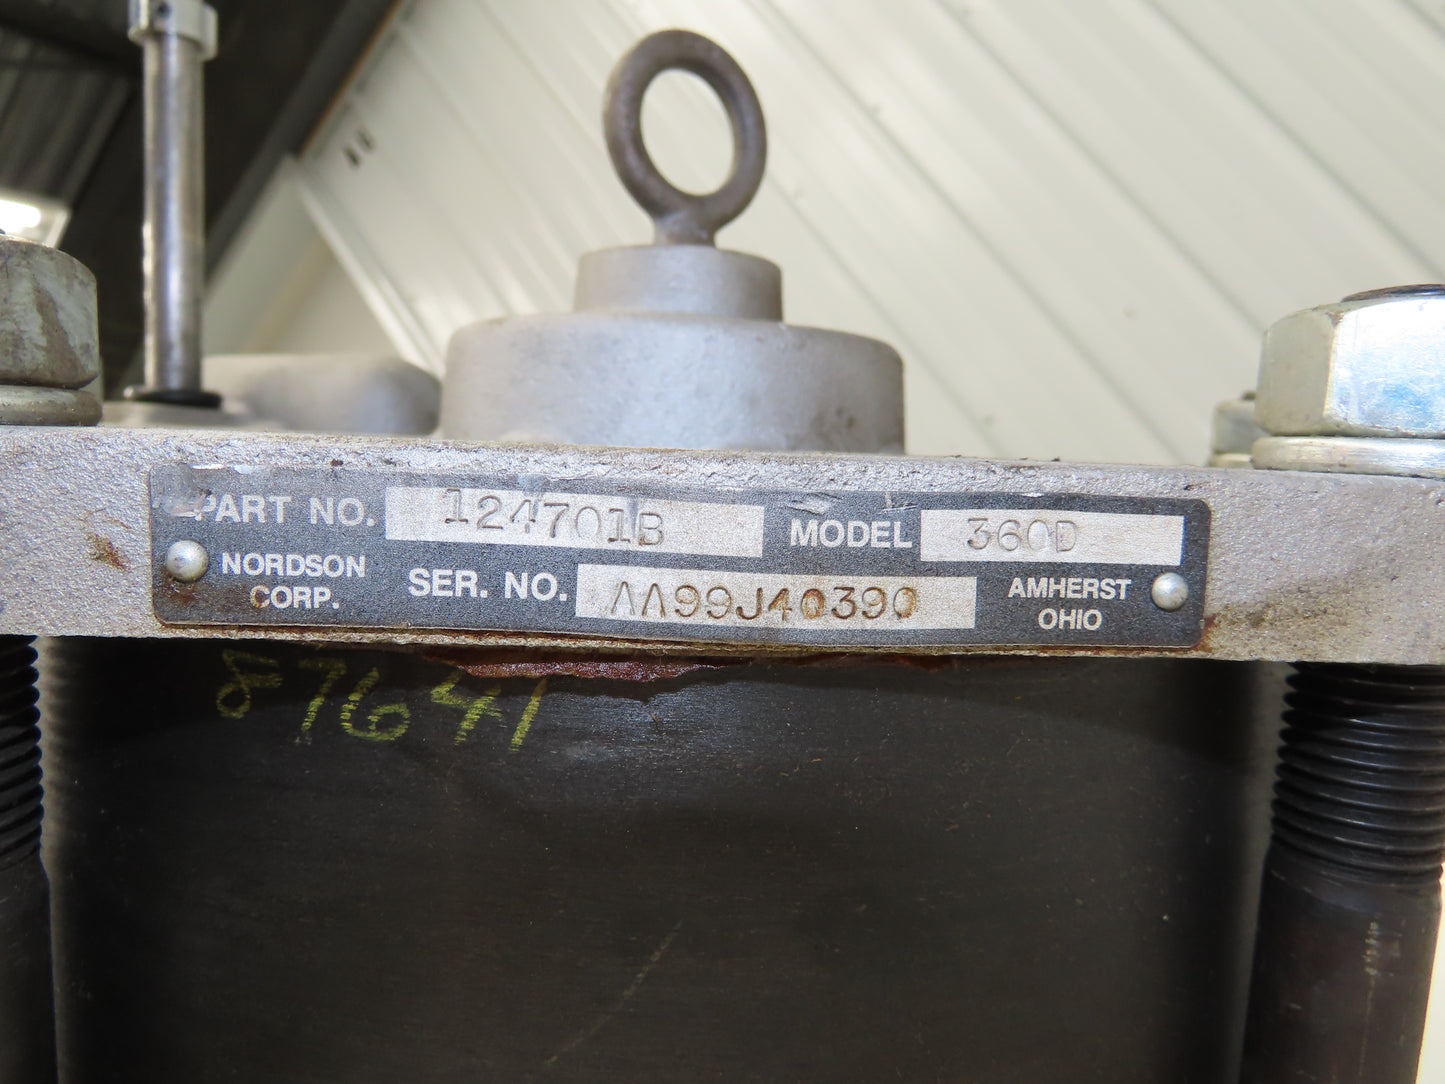 PART NO. 124701B MODEL 360D
NORDSON CORP. SER. NO. AA99J40390 AMHERST OHIO
87641